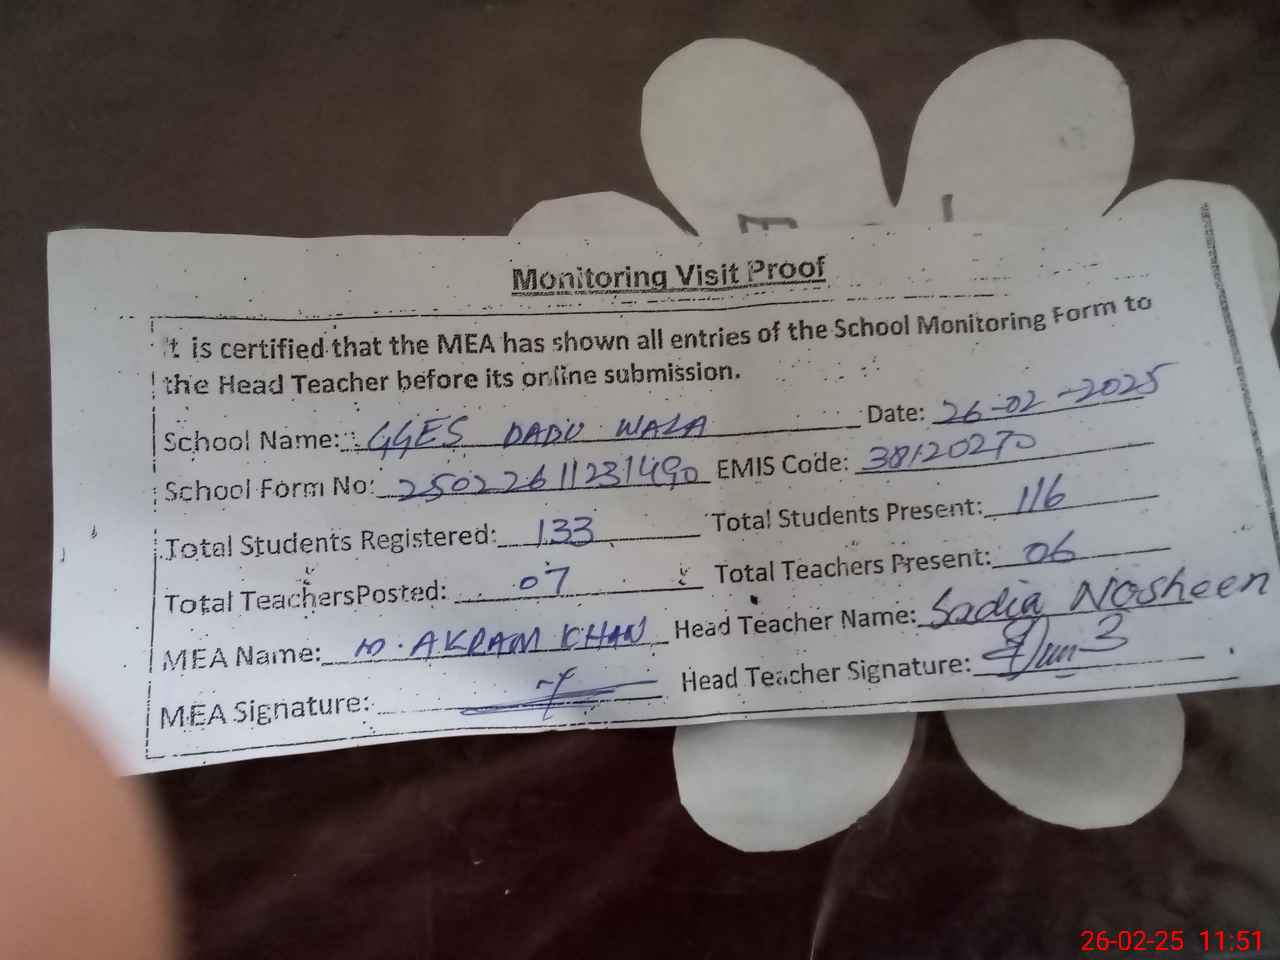 Monitoring Visit Proof
It is certified that the MEA has shown all entries of the School Monitoring Form to
the Head Teacher before its online submission.
School Name: GGES DADU WALA Date: 26-02-2025
School Form No: 25022611231490 EMIS Code: 38120270
Total Students Registered: 133 Total Students Present: 116
Total TeachersPosted: 07 Total Teachers Present: 06
MEA Name: M. AKRAM KHAN Head Teacher Name: Sadia Nosheen
MEA Signature: Head Teacher Signature:
26-02-25 11:51